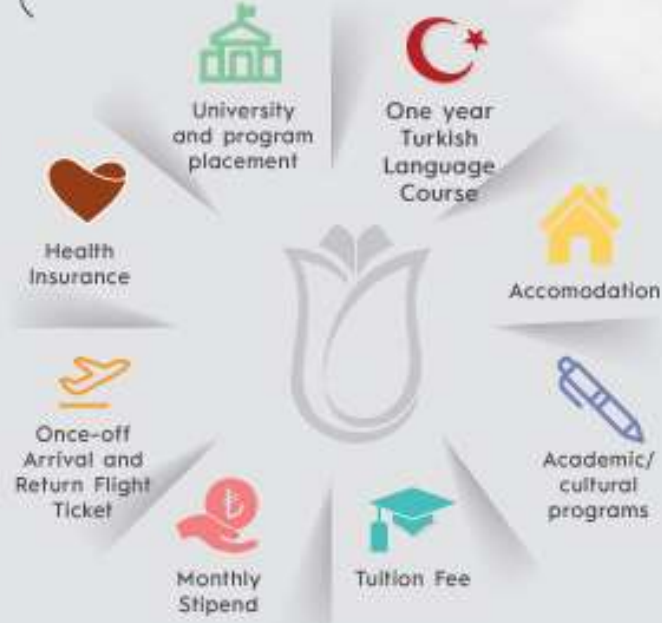 University
and program
placement
One year
Turkish
Language
Course
Accomodation
Academic/
cultural
programs
Tuition Fee
Monthly
Stipend
Once-off
Arrival and
Return Flight
Ticket
Health
Insurance